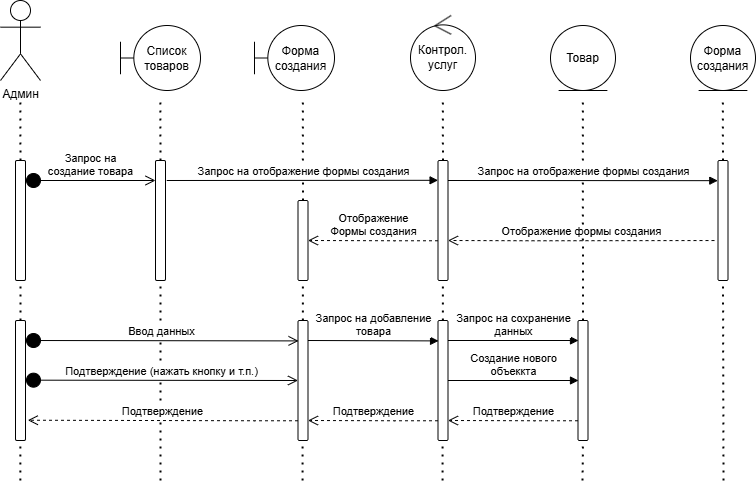 Админ
Список
товаров
Форма
создания
Контрол.
услуг
Товар
Форма
создания
Запрос на
создание товара
Запрос на отображение формы создания
Запрос на отображение формы создания
Отображение
Формы создания
Отображение формы создания
Ввод данных
Запрос на добавление
товара
Запрос на сохранение
данных
Подтверждение (нажать кнопку и т.п.)
Создание нового
объеккта
Подтверждение
Подтверждение
Подтверждение